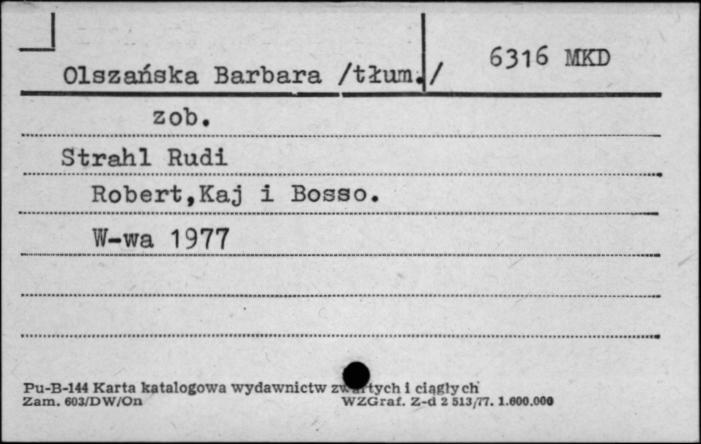 6316 MKD
Olszańska Barbara /tłum./
zob.
Strahl Rudi
Robert,Kaj i Bosso.
W-wa 1977
Pu-B-144 Karta katalogowa wydawnictw zwartych i ciągłych
Zam. 603/DW/On WZGraf. Z-d 2 513/77. 1.600.000